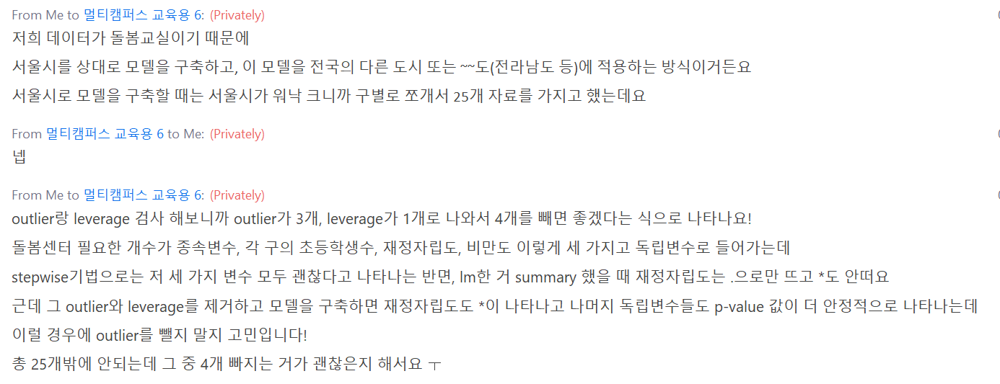 From Me to 멀티캠퍼스 교육용 6: (Privately)
저희 데이터가 돌봄교실이기 때문에
서울시를 상대로 모델을 구축하고, 이 모델을 전국의 다른 도시 또는 ~~도(전라남도 등)에 적용하는 방식이거든요
서울시로 모델을 구축할 때는 서울시가 워낙 크니까 구별로 쪼개서 25개 자료를 가지고 했는데요
From 멀티캠퍼스 교육용 6 to Me: (Privately)
넵
From Me to 멀티캠퍼스 교육용 6: (Privately)
outlier랑 leverage 검사 해보니까 outlier가 3개, leverage가 1개로 나와서 4개를 빼면 좋겠다는 식으로 나타나요!
돌봄센터 필요한 개수가 종속변수, 각 구의 초등학생수, 재정자립도, 비만도 이렇게 세 가지고 독립변수로 들어가는데
stepwise기법으로는 저 세 가지 변수 모두 괜찮다고 나타나는 반면, lm한 거 summary 했을 때 재정자립도는 .으로만 뜨고 *도 안떠요
근데 그 outlier와 leverage를 제거하고 모델을 구축하면 재정자립도도 *이 나타나고 나머지 독립변수들도 p-value 값이 더 안정적으로 나타나는데
이럴 경우에 outlier를 뺄지 말지 고민입니다!
총 25개밖에 안되는데 그 중 4개 빠지는 거가 괜찮은지 해서요 ㅜ